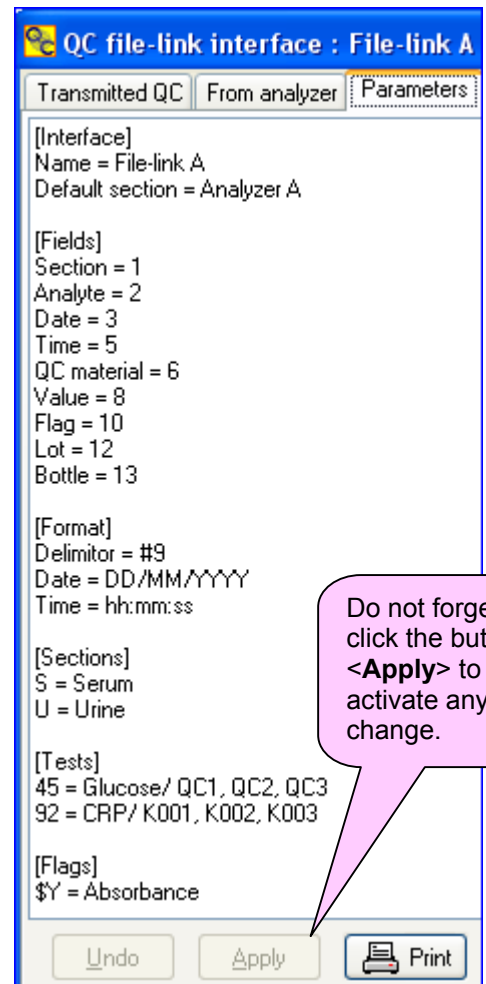 QC file-link interface : File-link A
Transmitted QC From analyzer Parameters
[Interface]
Name = File-link A
Default section = Analyzer A
[Fields]
Section = 1
Analyte = 2
Date = 3
Time = 5
QC material = 6
Value = 8
Flag = 10
Lot = 12
Bottle = 13
[Format]
Delimitor = #9
Date = DD/MM/YYYY
Time = hh:mm:ss
[Sections]
S = Serum
U = Urine
[Tests]
45 = Glucose/ QC1, QC2, QC3
92 = CRP/ K001, K002, K003
[Flags]
$Y = Absorbance
Do not forge
click the but
<Apply> to
activate any
change.
Undo Apply Print